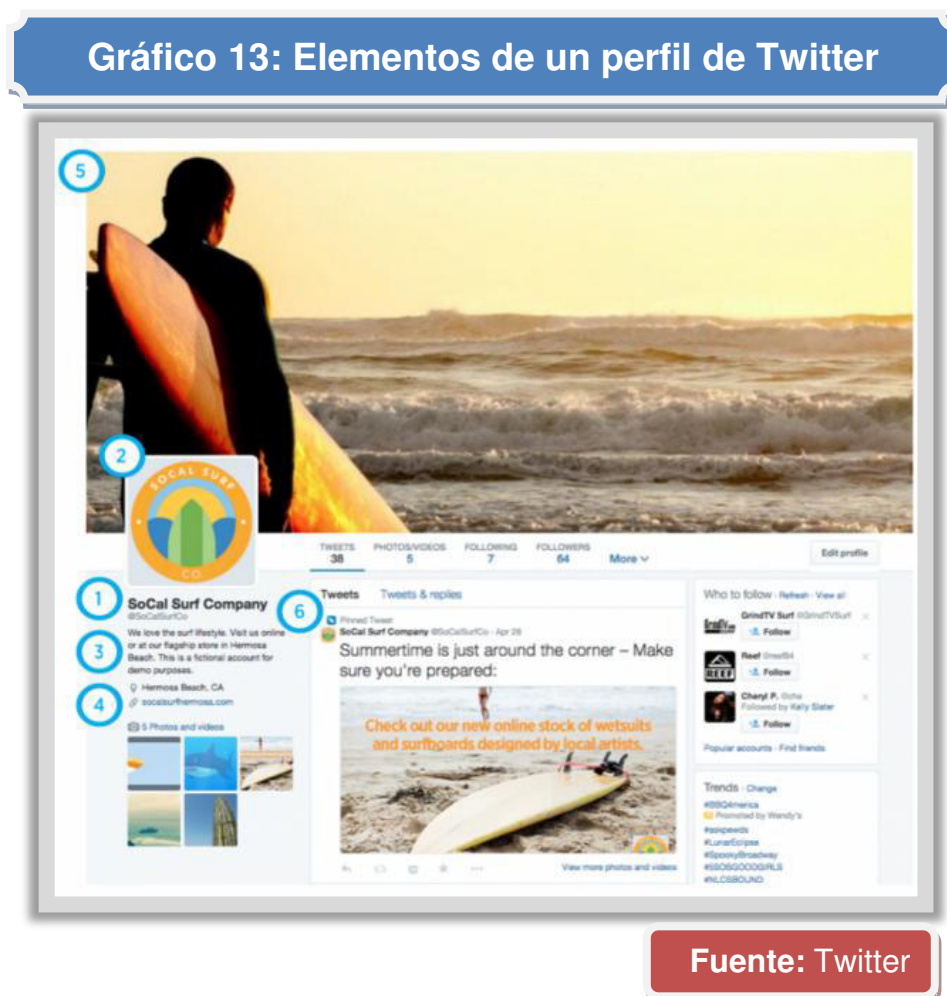 Gráfico 13: Elementos de un perfil de Twitter
5
2
SOCAL SURF
CO.
TWEETS PHOTOS/VIDEOS FOLLOWING FOLLOWERS
38 5 7 64 More
Edit profile
1
SoCal Surf Company
@SoCalSurfCo
3
We love the surf lifestyle. Visit us online
or at our flagship store in Hermosa
Beach. This is a fictional account for
demo purposes.
4
Hermosa Beach, CA
socalsurfhermosa.com
5 Photos and videos
6
Tweets Tweets & replies
Pinned Tweet
SoCal Surf Company @SoCalSurfCo · Apr 28
Summertime is just around the corner – Make
sure you're prepared:
Check out our new online stock of wetsuits
and surfboards designed by local artists.
View more photos and videos
Who to follow · Refresh · View all
GrindTV Surf @GrindTVSurf
Follow
REEF
Reef
Follow
Cheryl P.
Followed by Kelly Slater
Follow
Popular accounts · Find friends
Trends · Change
#BBQAmerica
Promoted by Wendy's
#LunarEclipse
#SpookyBroadway
#NLCSBOUND
Fuente: Twitter